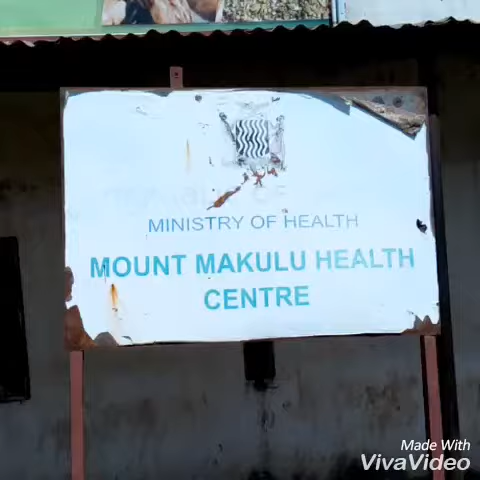 MINISTRY OF HEALTH
MOUNT MAKULU HEALTH
CENTRE
Made With
VivaVideo